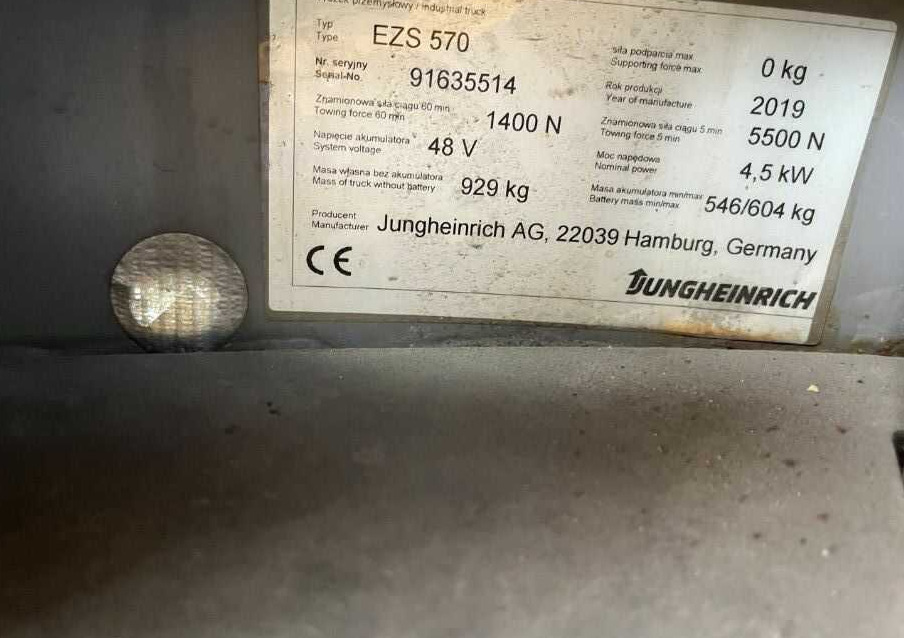 przemysłowy / industrial truck
Typ
Type EZS 570
Nr. seryjny
Serial-No. 91635514
Znamionowa siła ciągu 60 min
Towing force 60 min 1400 N
Napięcie akumulatora
System voltage 48 V
Masa własna bez akumulatora
Mass of truck without battery 929 kg
siła podparcia max
Supporting force max 0 kg
Rok produkcji
Year of manufacture 2019
Znamionowa siła ciągu 5 min
Towing force 5 min 5500 N
Moc napędowa
Nominal power 4,5 kW
Masa akumulatora min/max
Battery mass min/max 546/604 kg
Producent
Manufacturer Jungheinrich AG, 22039 Hamburg, Germany
CE
JUNGHEINRICH